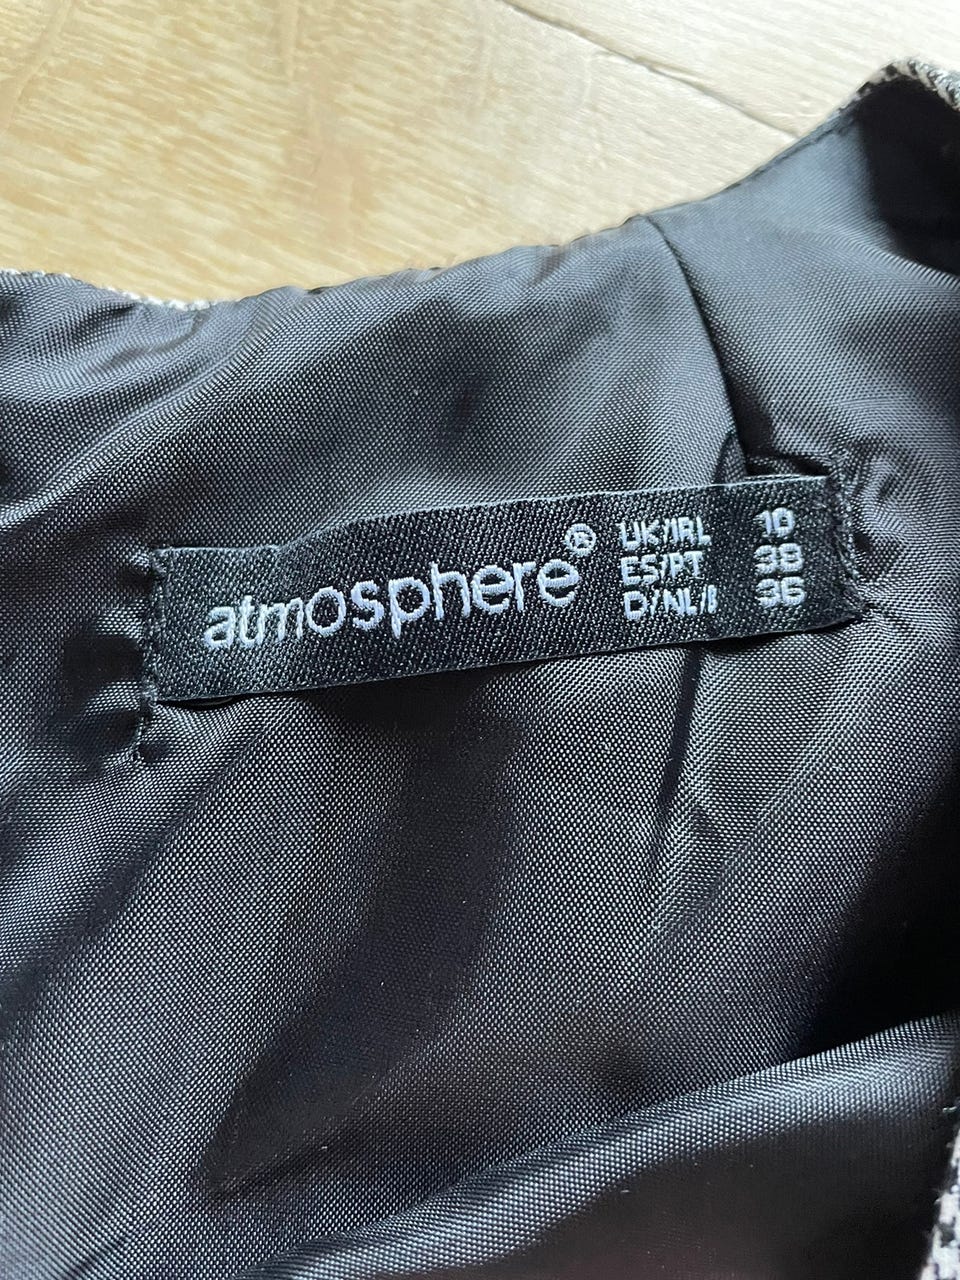 atmosphere®
UK/IRL 10
ES/PT 38
D/NL/B 36